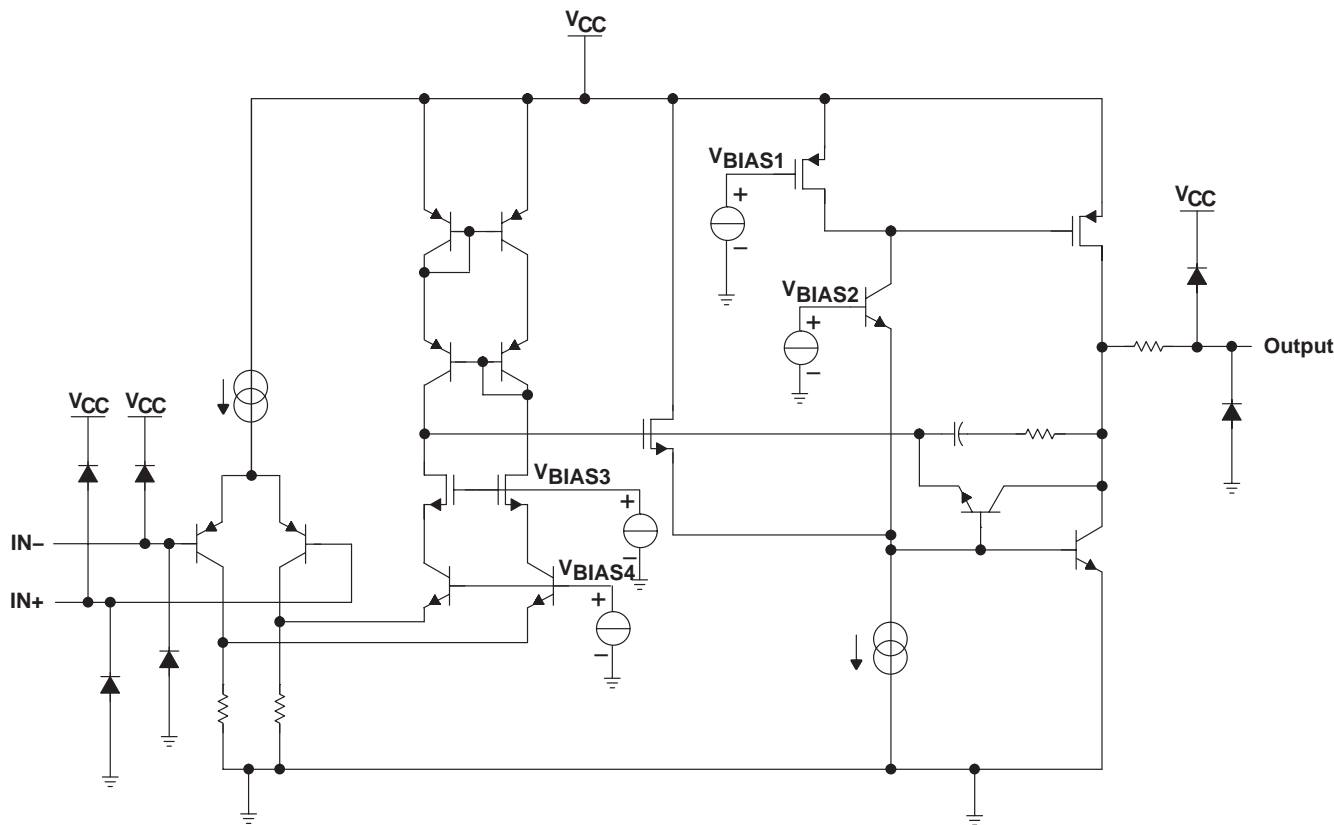 VCC
VBIAS1
+
−
VCC
VBIAS2
+
−
Output
VCC
VCC
VBIAS3
+
−
IN−
VBIAS4
IN+
+
−